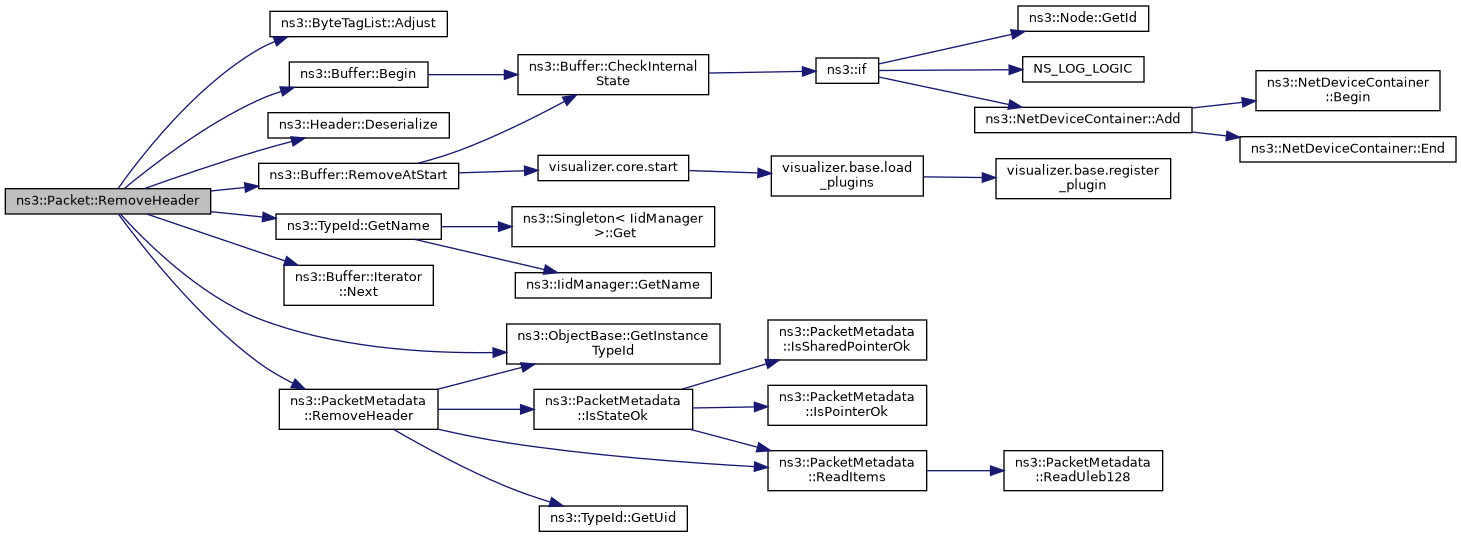 ns3::Packet::RemoveHeader
ns3::ByteTagList::Adjust
ns3::Buffer::Begin
ns3::Header::Deserialize
ns3::Buffer::RemoveAtStart
ns3::TypeId::GetName
ns3::Buffer::Iterator
::Next
ns3::PacketMetadata
::RemoveHeader
ns3::Buffer::CheckInternal
State
visualizer.core.start
ns3::Singleton< IidManager
>::Get
ns3::IidManager::GetName
ns3::ObjectBase::GetInstance
TypeId
ns3::PacketMetadata
::IsStateOk
ns3::TypeId::GetUid
ns3::if
visualizer.base.load
_plugins
ns3::PacketMetadata
::IsSharedPointerOk
ns3::PacketMetadata
::IsPointerOk
ns3::PacketMetadata
::ReadItems
ns3::Node::GetId
NS_LOG_LOGIC
ns3::NetDeviceContainer::Add
visualizer.base.register
_plugin
ns3::PacketMetadata
::ReadUleb128
ns3::NetDeviceContainer
::Begin
ns3::NetDeviceContainer::End